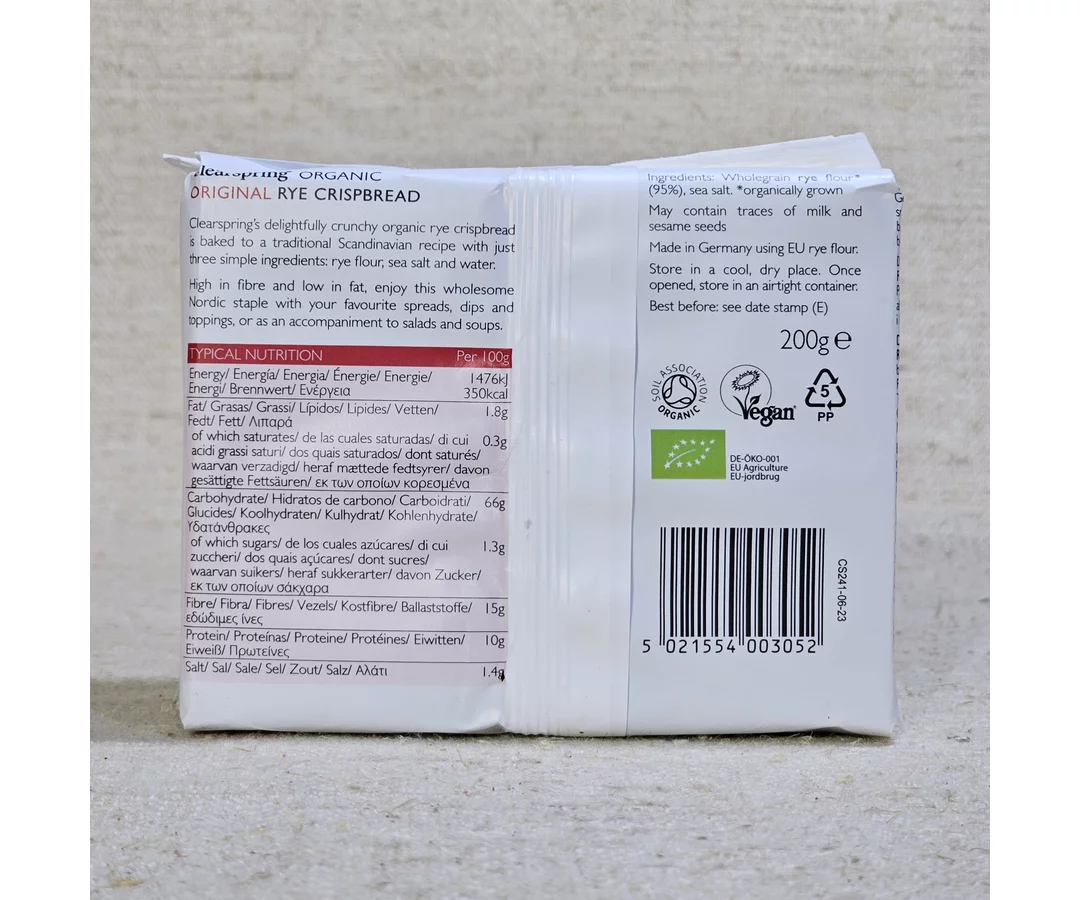 clearspring ORGANIC
ORIGINAL RYE CRISPBREAD
Clearspring's delightfully crunchy organic rye crispbread
is baked to a traditional Scandinavian recipe with just
three simple ingredients: rye flour, sea salt and water.
High in fibre and low in fat, enjoy this wholesome
Nordic staple with your favourite spreads, dips and
toppings, or as an accompaniment to salads and soups.
TYPICAL NUTRITION Per 100g
Energy/ Energía/ Energia/ Énergie/ Energie/ 1476kJ
Energi/ Brennwert/ Ενέργεια 350kcal
Fat/ Grasas/ Grassi/ Lípidos/ Lipides/ Vetten/ 1.8g
Fedt/ Fett/ Λιπαρά
of which saturates/ de las cuales saturadas/ di cui 0.3g
acidi grassi saturi/ dos quais saturados/ dont saturés/
waarvan verzadigd/ heraf mættede fedtsyrer/ davon
gesättigte Fettsäuren/ εκ των οποίων κορεσμένα
Carbohydrate/ Hidratos de carbono/ Carboidrati/ 66g
Glucides/ Koolhydraten/ Kulhydrat/ Kohlenhydrate/
Υδατάνθρακες
of which sugars/ de los cuales azúcares/ di cui 1.3g
zuccheri/ dos quais açúcares/ dont sucres/
waarvan suikers/ heraf sukkerarter/ davon Zucker/
εκ των οποίων σάκχαρα
Fibre/ Fibra/ Fibres/ Vezels/ Kostfibre/ Ballaststoffe/ 15g
εδώδιμες ίνες
Protein/ Proteínas/ Proteine/ Protéines/ Eiwitten/ 10g
Eiweiß/ Πρωτείνες
Salt/ Sal/ Sale/ Sel/ Zout/ Salz/ Αλάτι 1.4g
Ingredients: Wholegrain rye flour*
(95%), sea salt. *organically grown
May contain traces of milk and
sesame seeds
Made in Germany using EU rye flour.
Store in a cool, dry place. Once
opened, store in an airtight container.
Best before: see date stamp (E)
200g e
SOIL ASSOCIATION
ORGANIC
Vegan
5
PP
DE-ÖKO-001
EU Agriculture
EU-jordbrug
CS241-06-23
5 021554 003052